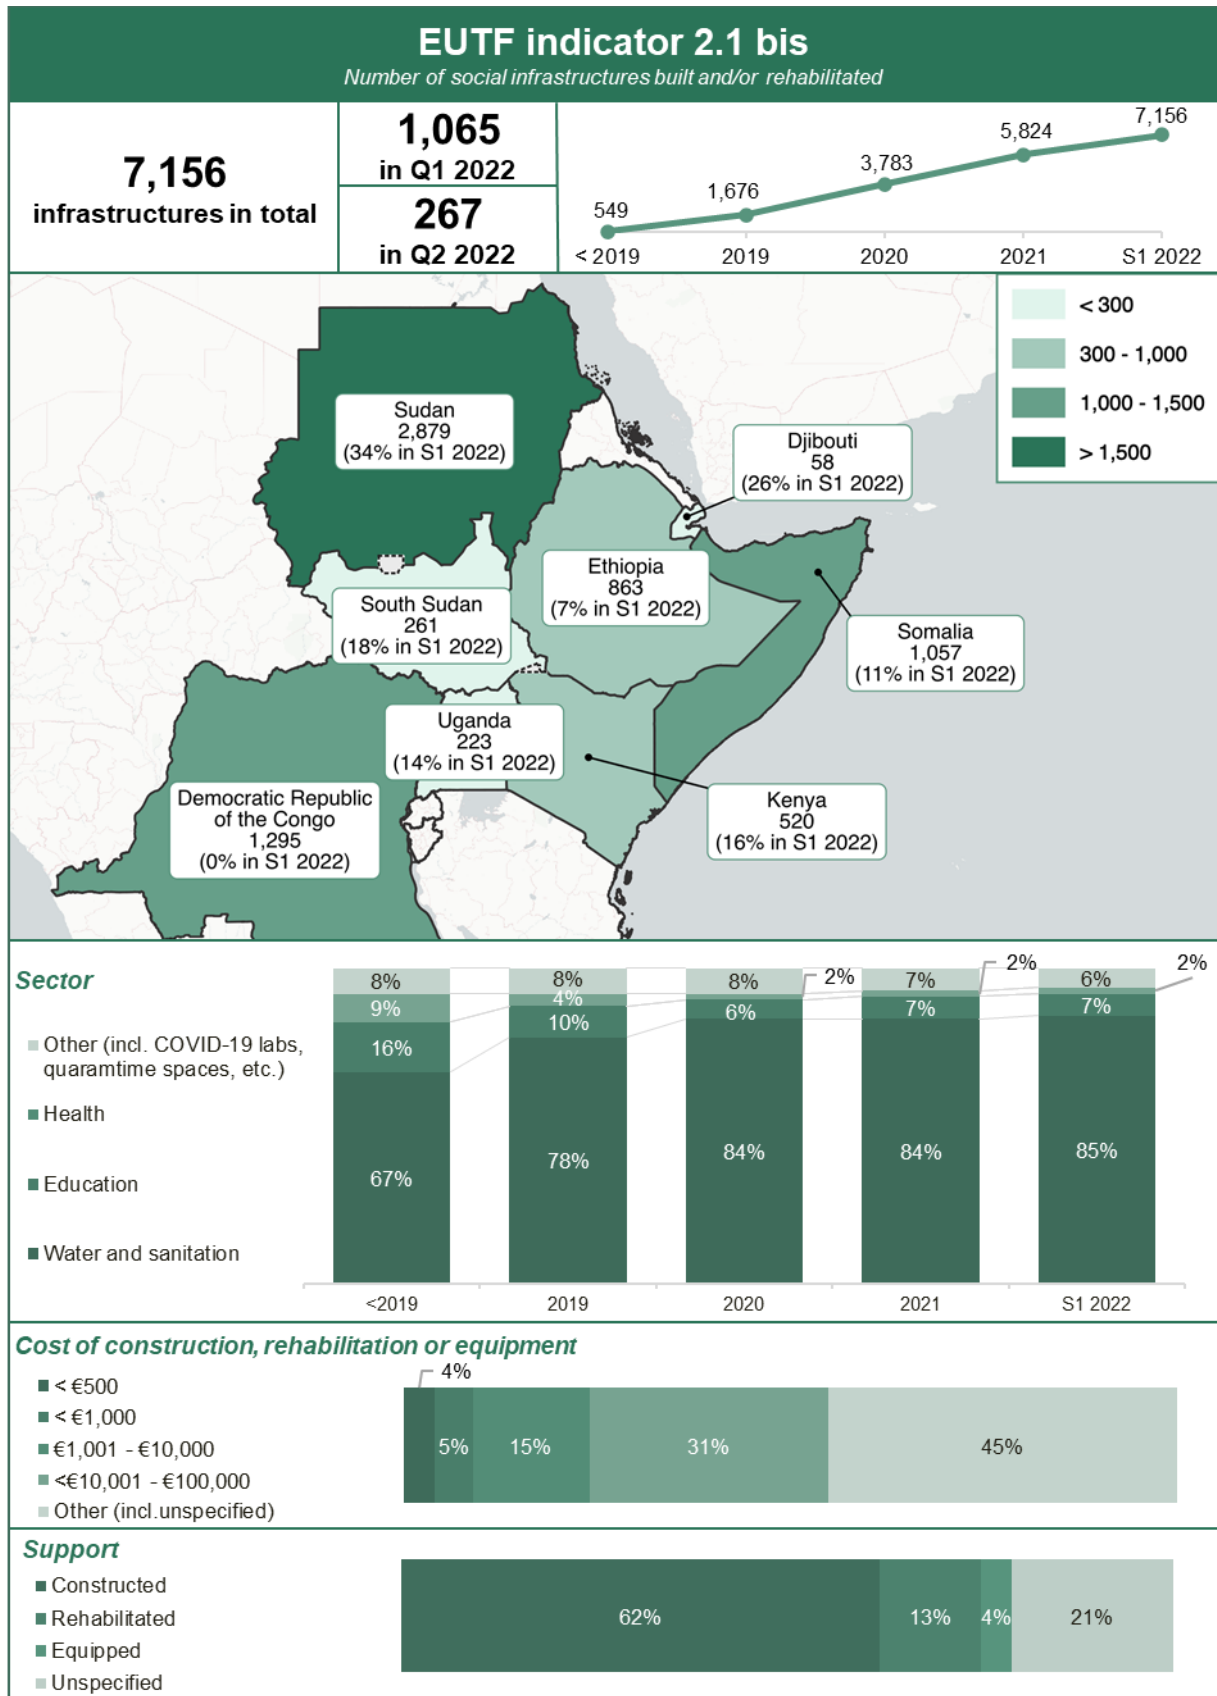 EUTF indicator 2.1 bis
Number of social infrastructures built and/or rehabilitated
7,156
infrastructures in total
1,065
in Q1 2022
267
in Q2 2022
549
1,676
3,783
5,824
7,156
< 2019
2019
2020
2021
S1 2022
< 300
300 - 1,000
1,000 - 1,500
> 1,500
Sudan
2,879
(34% in S1 2022)
Djibouti
58
(26% in S1 2022)
Ethiopia
863
(7% in S1 2022)
South Sudan
261
(18% in S1 2022)
Somalia
1,057
(11% in S1 2022)
Uganda
223
(14% in S1 2022)
Democratic Republic
of the Congo
1,295
(0% in S1 2022)
Kenya
520
(16% in S1 2022)
Sector
Other (incl. COVID-19 labs,
quaramtime spaces, etc.)
Health
Education
Water and sanitation
8%
9%
16%
67%
8%
4%
10%
78%
8%
2%
6%
84%
7%
2%
7%
84%
6%
2%
7%
85%
<2019
2019
2020
2021
S1 2022
Cost of construction, rehabilitation or equipment
< €500
< €1,000
€1,001 - €10,000
<€10,001 - €100,000
Other (incl.unspecified)
4%
5%
15%
31%
45%
Support
Constructed
Rehabilitated
Equipped
Unspecified
62%
13%
4%
21%